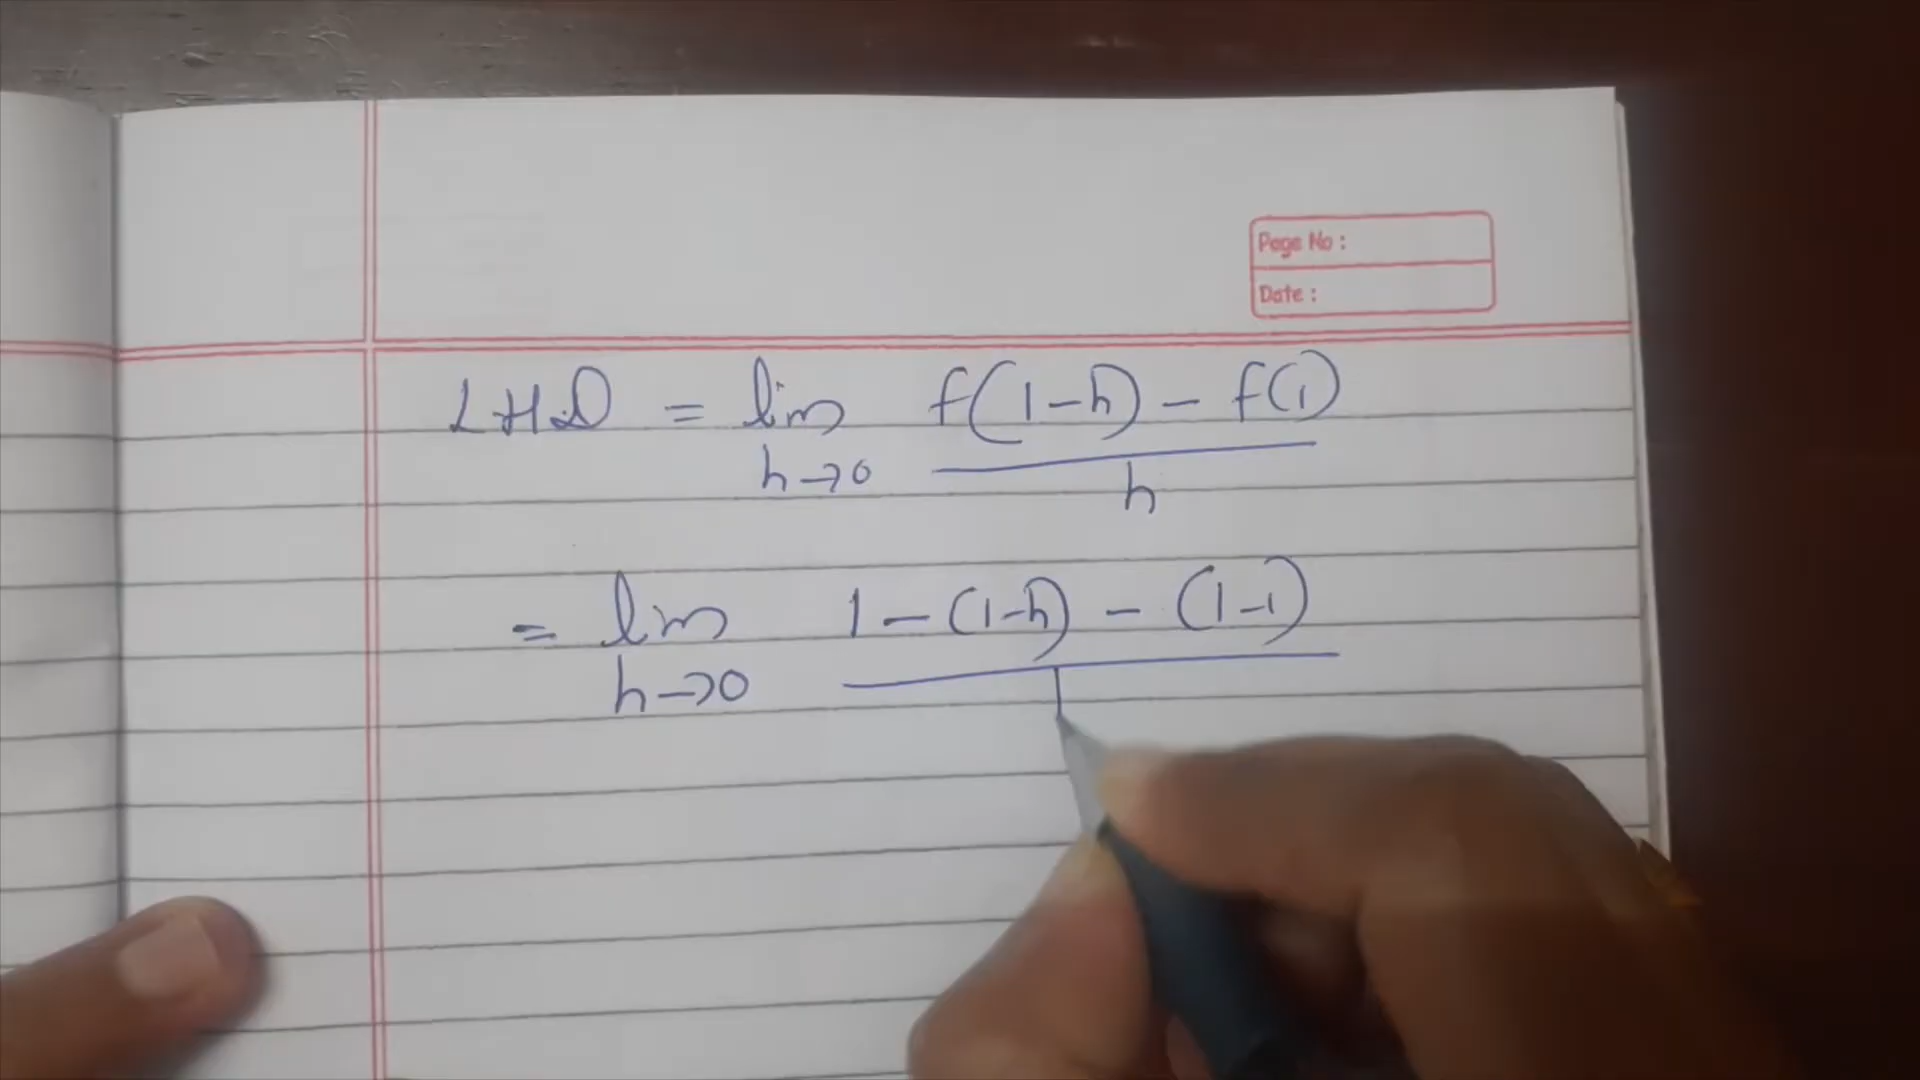 Page No :
Date :
LHD = lim f(1-h) - f(1)
h→0 h
= lim 1-(1-h) - (1-1)
h→0